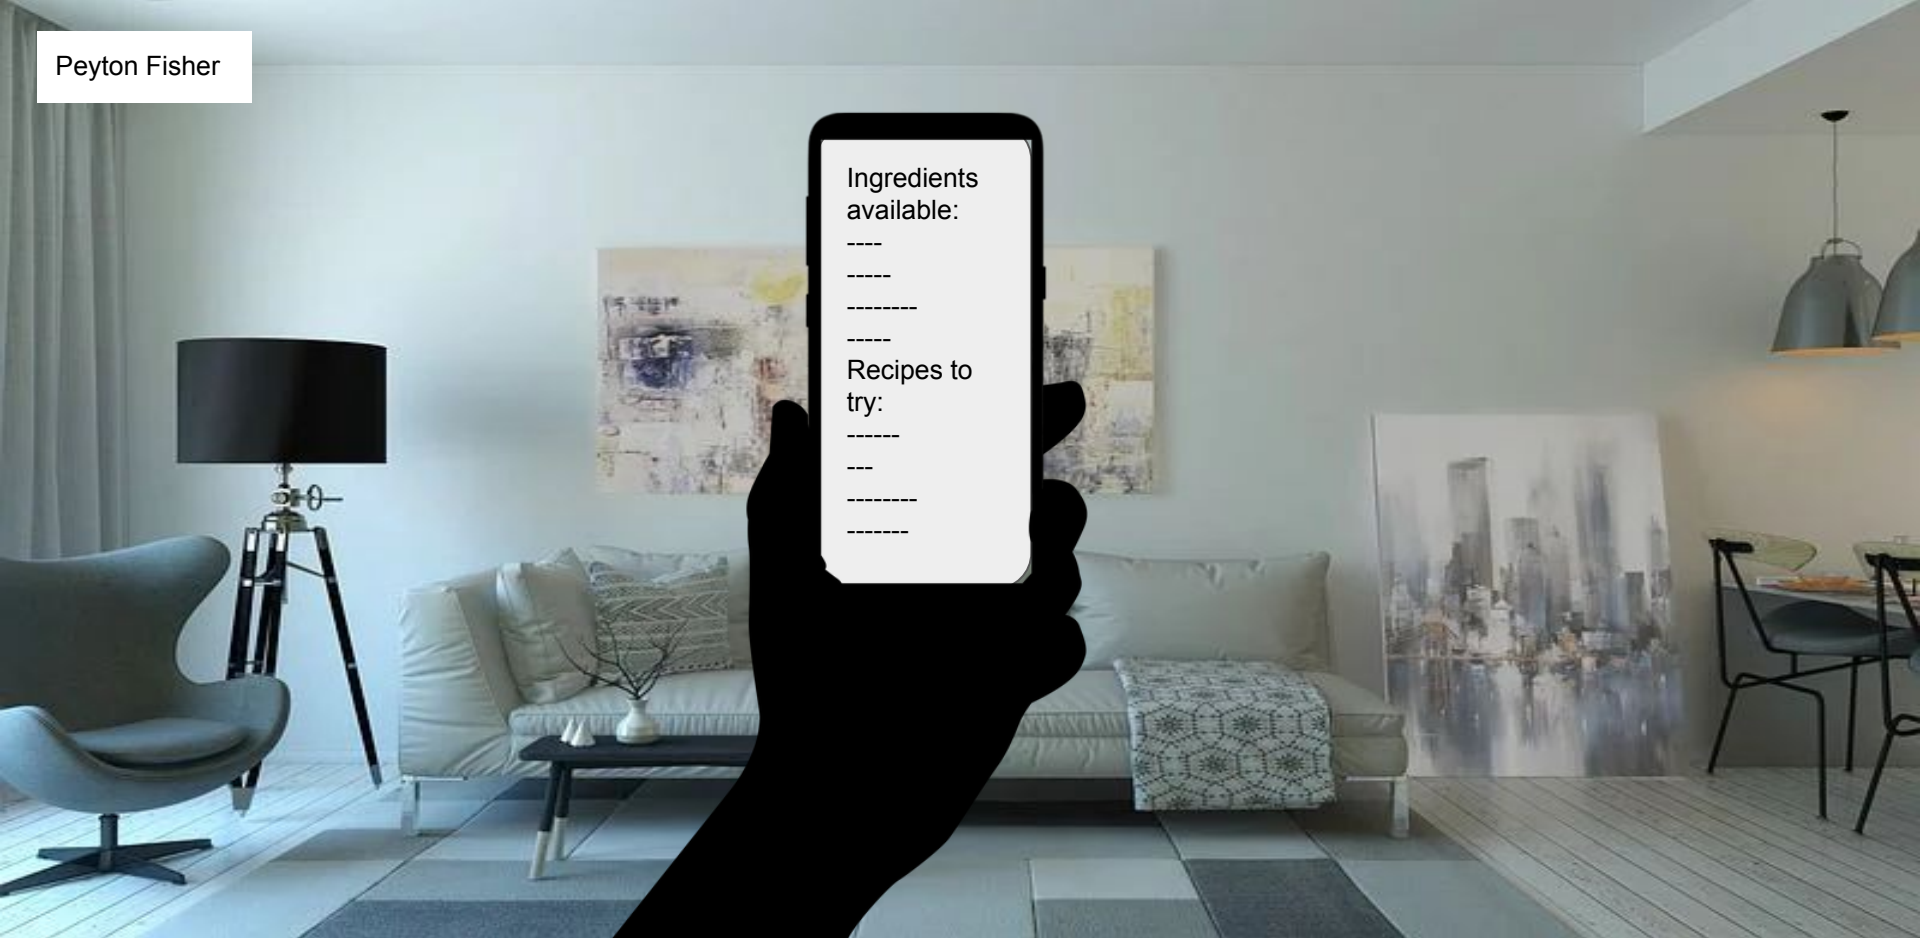 Peyton Fisher
Ingredients
available:
----
-----
--------
-----
Recipes to
try:
------
---
--------
-------